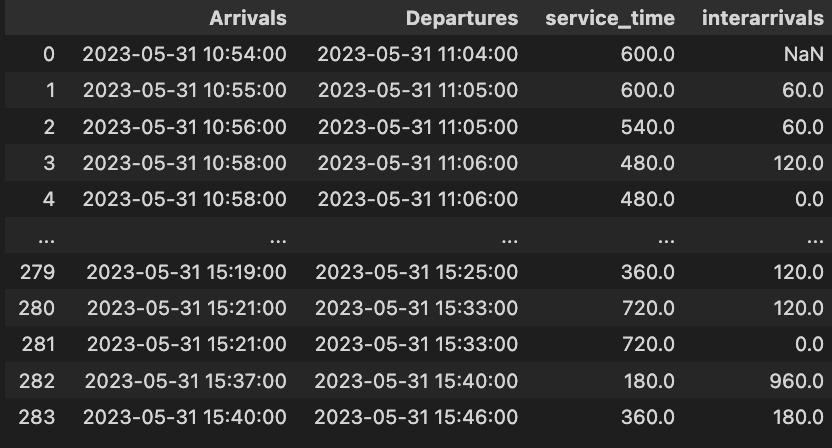 Arrivals Departures service_time interarrivals
0 2023-05-31 10:54:00 2023-05-31 11:04:00 600.0 NaN
1 2023-05-31 10:55:00 2023-05-31 11:05:00 600.0 60.0
2 2023-05-31 10:56:00 2023-05-31 11:05:00 540.0 60.0
3 2023-05-31 10:58:00 2023-05-31 11:06:00 480.0 120.0
4 2023-05-31 10:58:00 2023-05-31 11:06:00 480.0 0.0
... ... ... ... ...
279 2023-05-31 15:19:00 2023-05-31 15:25:00 360.0 120.0
280 2023-05-31 15:21:00 2023-05-31 15:33:00 720.0 120.0
281 2023-05-31 15:21:00 2023-05-31 15:33:00 720.0 0.0
282 2023-05-31 15:37:00 2023-05-31 15:40:00 180.0 960.0
283 2023-05-31 15:40:00 2023-05-31 15:46:00 360.0 180.0